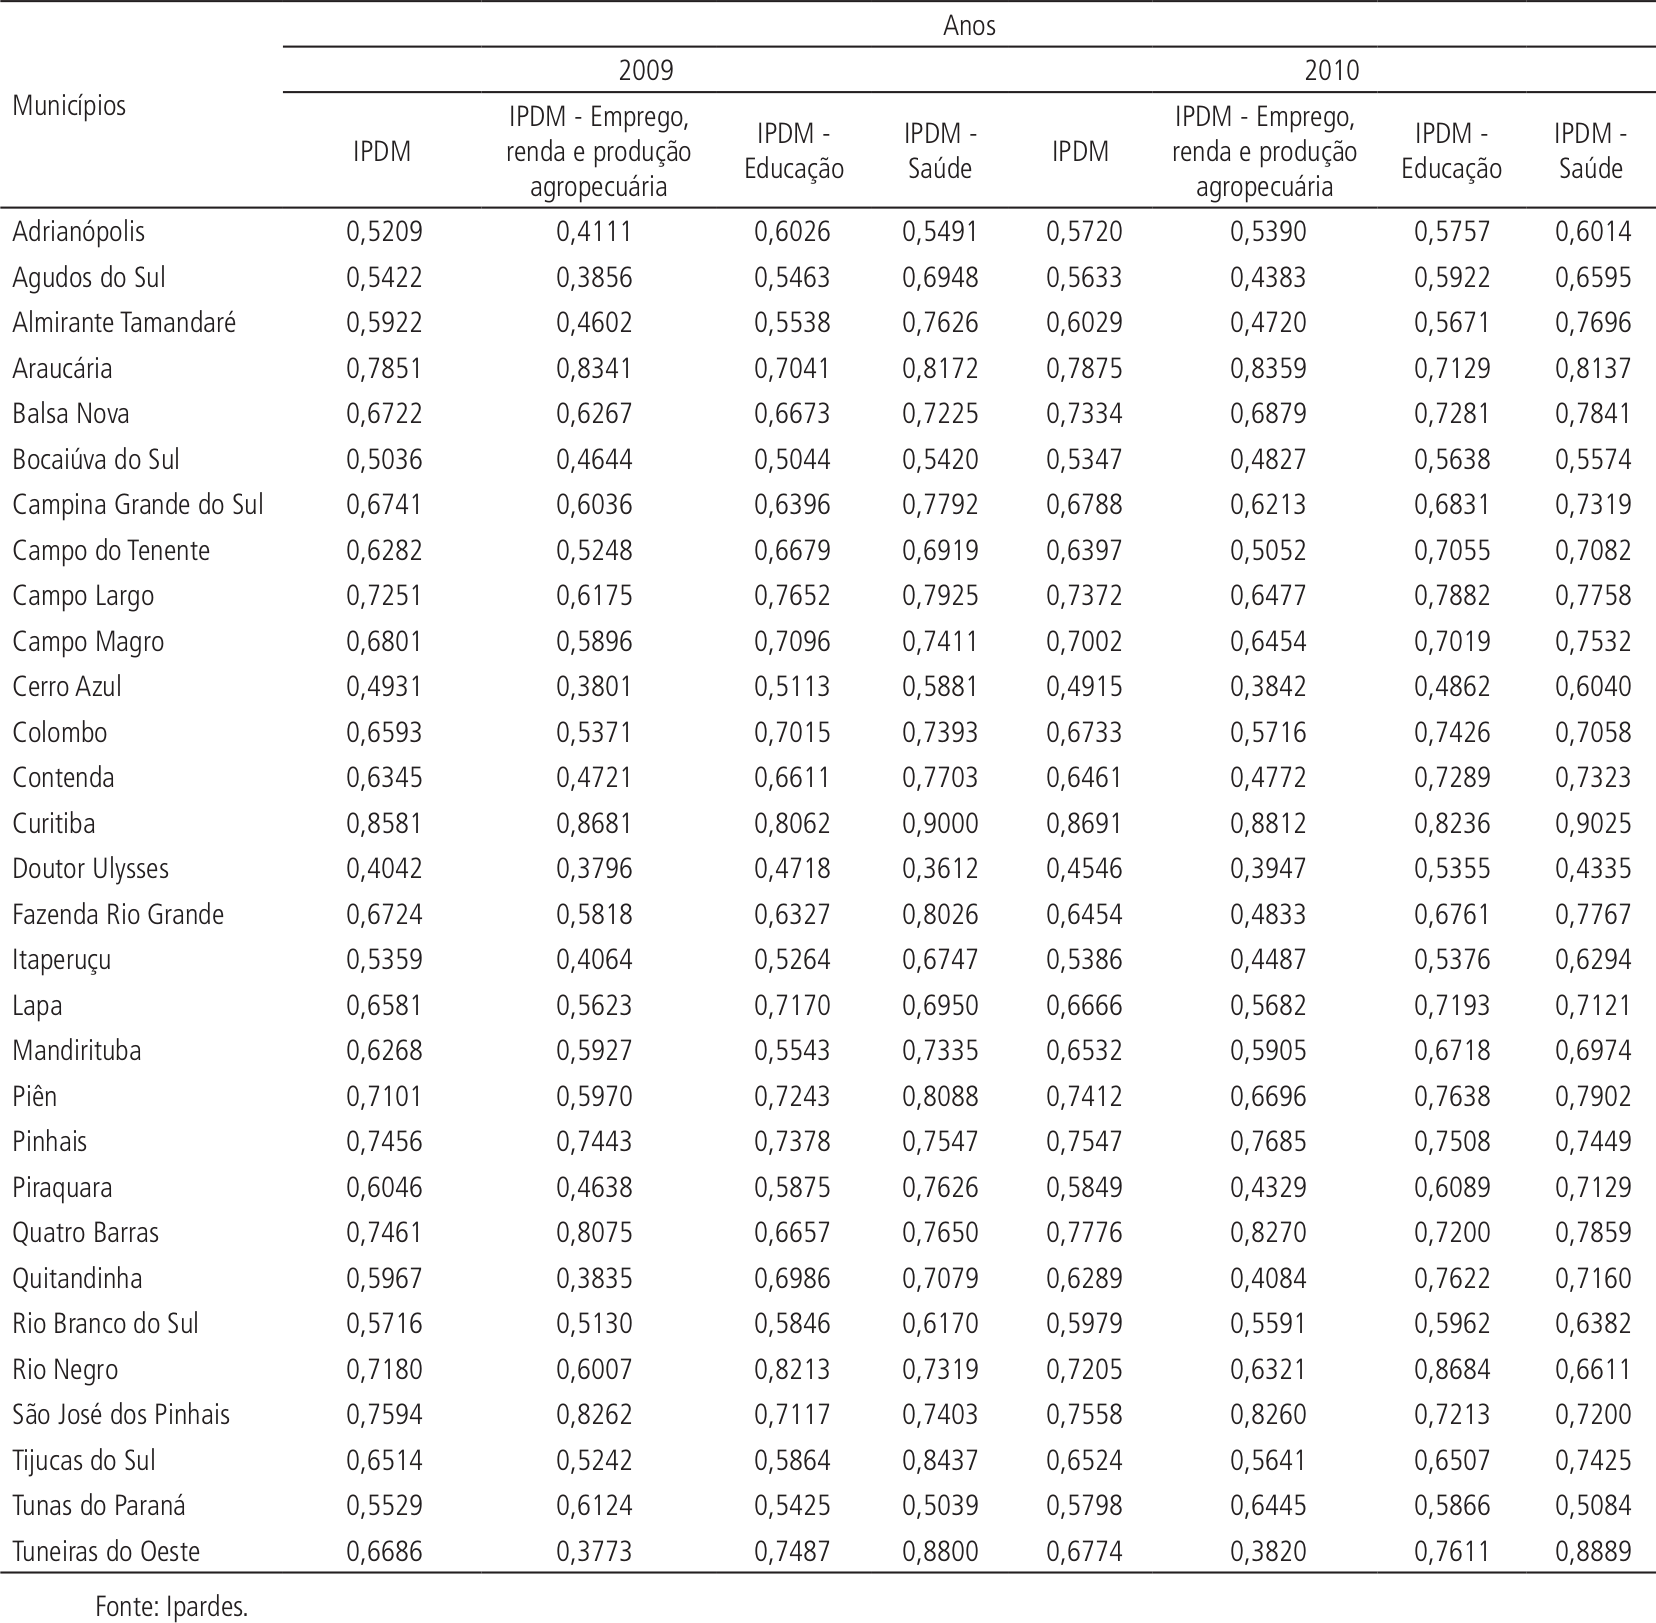 Anos
Municípios 2009 2010
IPDM IPDM - Emprego, renda e produção agropecuária IPDM - Educação IPDM - Saúde IPDM IPDM - Emprego, renda e produção agropecuária IPDM - Educação IPDM - Saúde
Adrianópolis 0,5209 0,4111 0,6026 0,5491 0,5720 0,5390 0,5757 0,6014
Agudos do Sul 0,5422 0,3856 0,5463 0,6948 0,5633 0,4383 0,5922 0,6595
Almirante Tamandaré 0,5922 0,4602 0,5538 0,7626 0,6029 0,4720 0,5671 0,7696
Araucária 0,7851 0,8341 0,7041 0,8172 0,7875 0,8359 0,7129 0,8137
Balsa Nova 0,6722 0,6267 0,6673 0,7225 0,7334 0,6879 0,7281 0,7841
Bocaiúva do Sul 0,5036 0,4644 0,5044 0,5420 0,5347 0,4827 0,5638 0,5574
Campina Grande do Sul 0,6741 0,6036 0,6396 0,7792 0,6788 0,6213 0,6831 0,7319
Campo do Tenente 0,6282 0,5248 0,6679 0,6919 0,6397 0,5052 0,7055 0,7082
Campo Largo 0,7251 0,6175 0,7652 0,7925 0,7372 0,6477 0,7882 0,7758
Campo Magro 0,6801 0,5896 0,7096 0,7411 0,7002 0,6454 0,7019 0,7532
Cerro Azul 0,4931 0,3801 0,5113 0,5881 0,4915 0,3842 0,4862 0,6040
Colombo 0,6593 0,5371 0,7015 0,7393 0,6733 0,5716 0,7426 0,7058
Contenda 0,6345 0,4721 0,6611 0,7703 0,6461 0,4772 0,7289 0,7323
Curitiba 0,8581 0,8681 0,8062 0,9000 0,8691 0,8812 0,8236 0,9025
Doutor Ulysses 0,4042 0,3796 0,4718 0,3612 0,4546 0,3947 0,5355 0,4335
Fazenda Rio Grande 0,6724 0,5818 0,6327 0,8026 0,6454 0,4833 0,6761 0,7767
Itaperuçu 0,5359 0,4064 0,5264 0,6747 0,5386 0,4487 0,5376 0,6294
Lapa 0,6581 0,5623 0,7170 0,6950 0,6666 0,5682 0,7193 0,7121
Mandirituba 0,6268 0,5927 0,5543 0,7335 0,6532 0,5905 0,6718 0,6974
Piên 0,7101 0,5970 0,7243 0,8088 0,7412 0,6696 0,7638 0,7902
Pinhais 0,7456 0,7443 0,7378 0,7547 0,7547 0,7685 0,7508 0,7449
Piraquara 0,6046 0,4638 0,5875 0,7626 0,5849 0,4329 0,6089 0,7129
Quatro Barras 0,7461 0,8075 0,6657 0,7650 0,7776 0,8270 0,7200 0,7859
Quitandinha 0,5967 0,3835 0,6986 0,7079 0,6289 0,4084 0,7622 0,7160
Rio Branco do Sul 0,5716 0,5130 0,5846 0,6170 0,5979 0,5591 0,5962 0,6382
Rio Negro 0,7180 0,6007 0,8213 0,7319 0,7205 0,6321 0,8684 0,6611
São José dos Pinhais 0,7594 0,8262 0,7117 0,7403 0,7558 0,8260 0,7213 0,7200
Tijucas do Sul 0,6514 0,5242 0,5864 0,8437 0,6524 0,5641 0,6507 0,7425
Tunas do Paraná 0,5529 0,6124 0,5425 0,5039 0,5798 0,6445 0,5866 0,5084
Tuneiras do Oeste 0,6686 0,3773 0,7487 0,8800 0,6774 0,3820 0,7611 0,8889
Fonte: Ipardes.